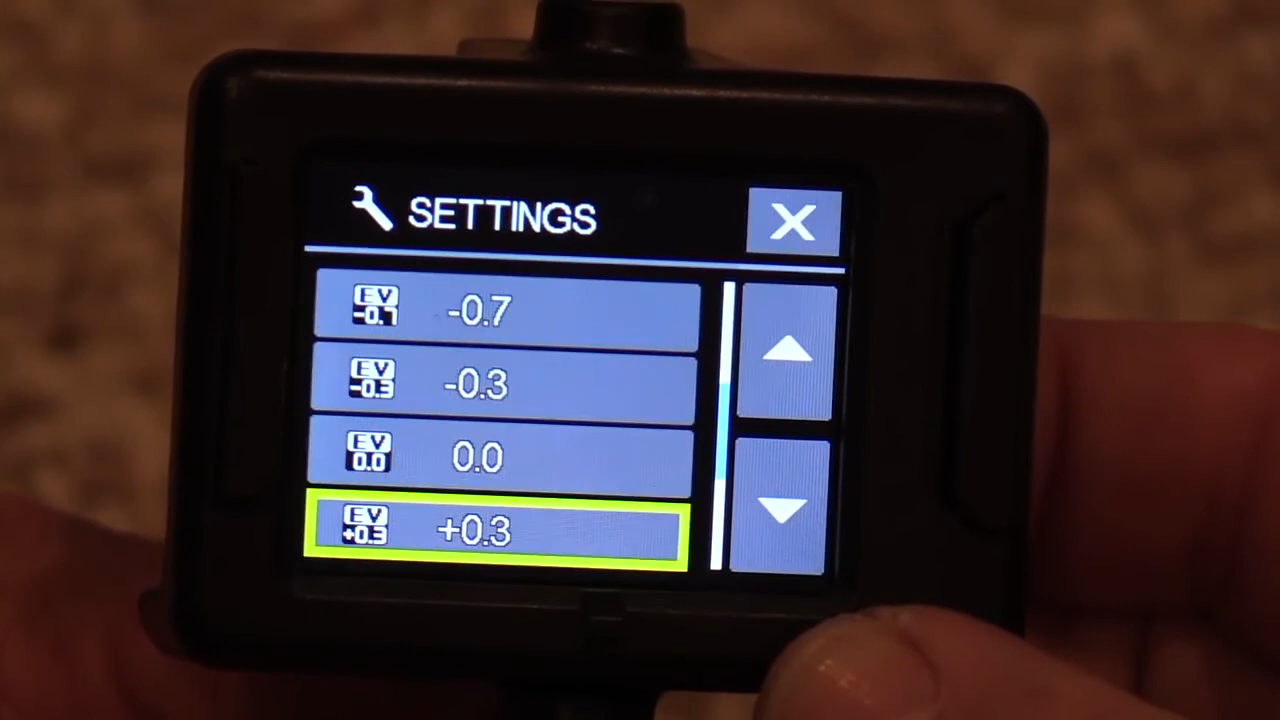 SETTINGS X
EV -0.7 -0.7
EV -0.3 -0.3
EV 0.0 0.0
EV +0.3 +0.3